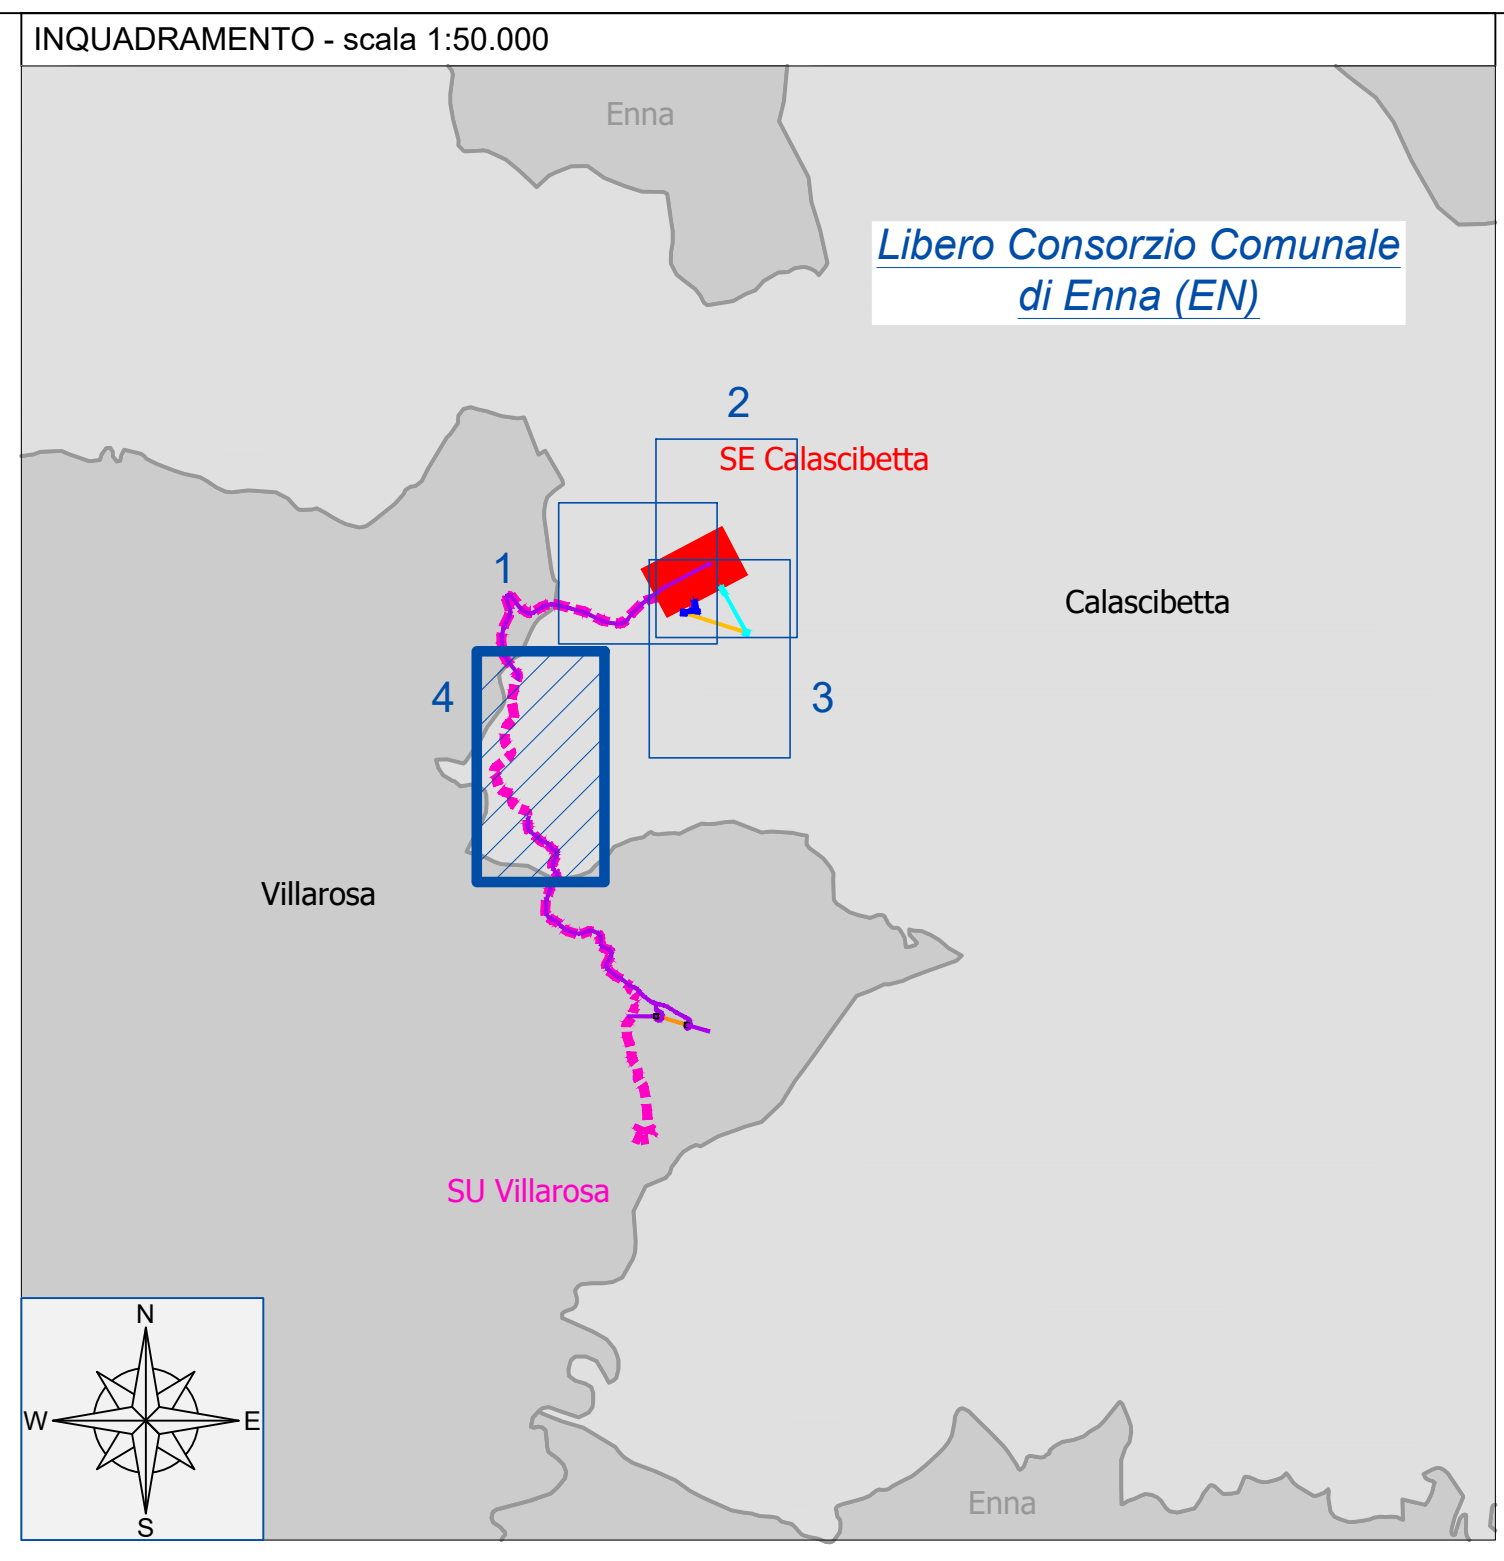 INQUADRAMENTO - scala 1:50.000
Enna
Libero Consorzio Comunale
di Enna (EN)
2
SE Calascibetta
1
Calascibetta
4
3
Villarosa
SU Villarosa
N
W
E
S
Enna